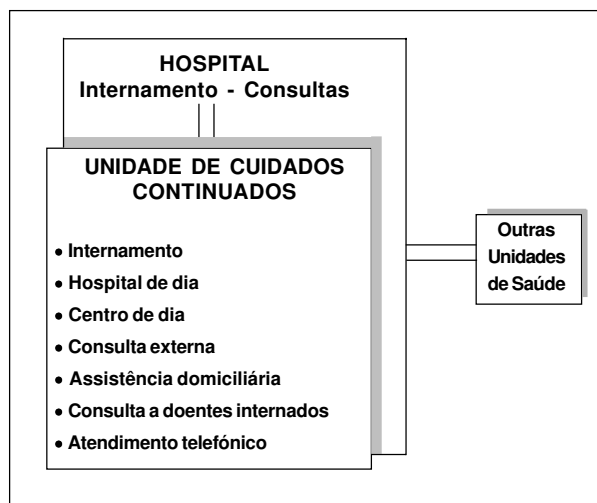 HOSPITAL
Internamento - Consultas
UNIDADE DE CUIDADOS
CONTINUADOS
• Internamento
• Hospital de dia
• Centro de dia
• Consulta externa
• Assistência domiciliária
• Consulta a doentes internados
• Atendimento telefónico
Outras
Unidades
de Saúde